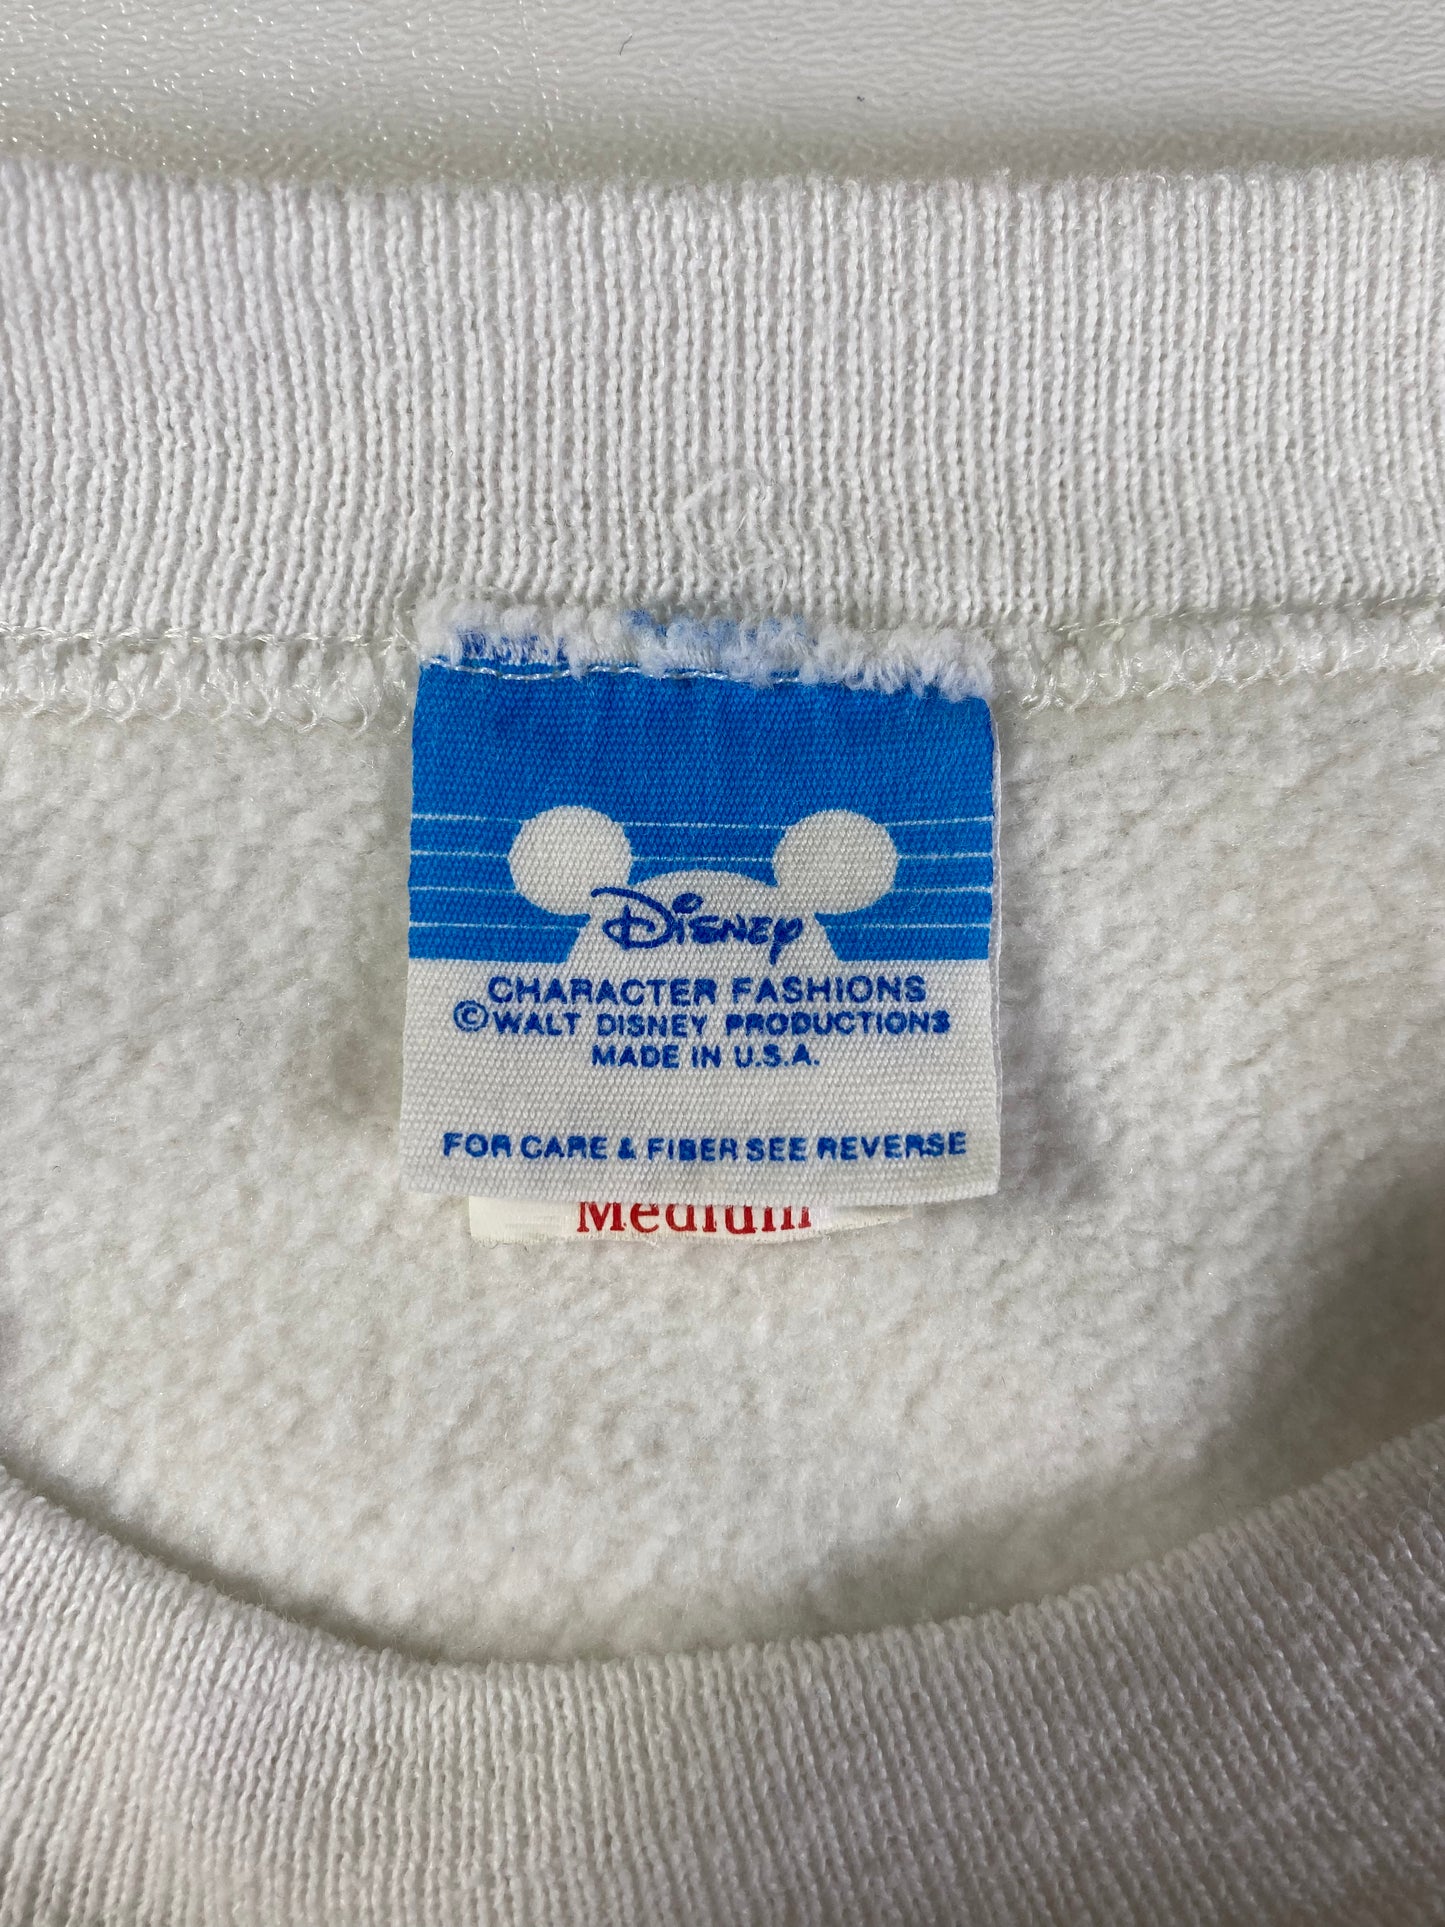 Disney
CHARACTER FASHIONS
©WALT DISNEY PRODUCTIONS
MADE IN U.S.A.
FOR CARE & FIBER SEE REVERSE
Medium